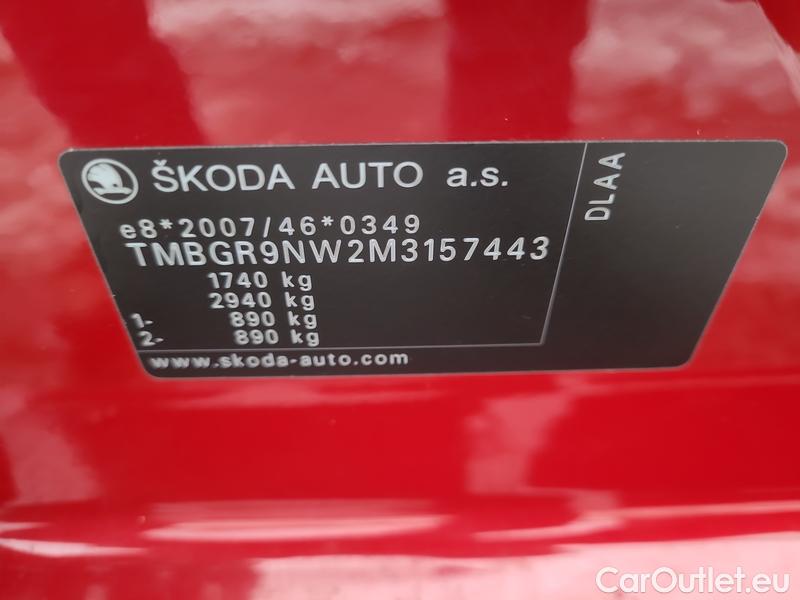 ŠKODA AUTO a.s.
DLAA
e8*2007/46*0349
TMBGR9NW2M3157443
1740 kg
2940 kg
1- 890 kg
2- 890 kg
www.skoda-auto.com
CarOutlet.eu